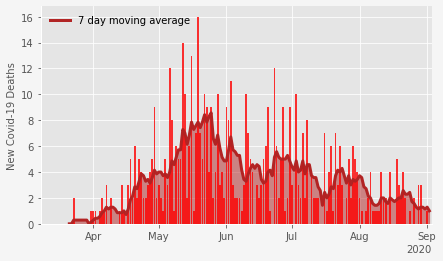 7 day moving average
New Covid-19 Deaths
16
14
12
10
8
6
4
2
0
Apr
May
Jun
Jul
Aug
Sep
2020